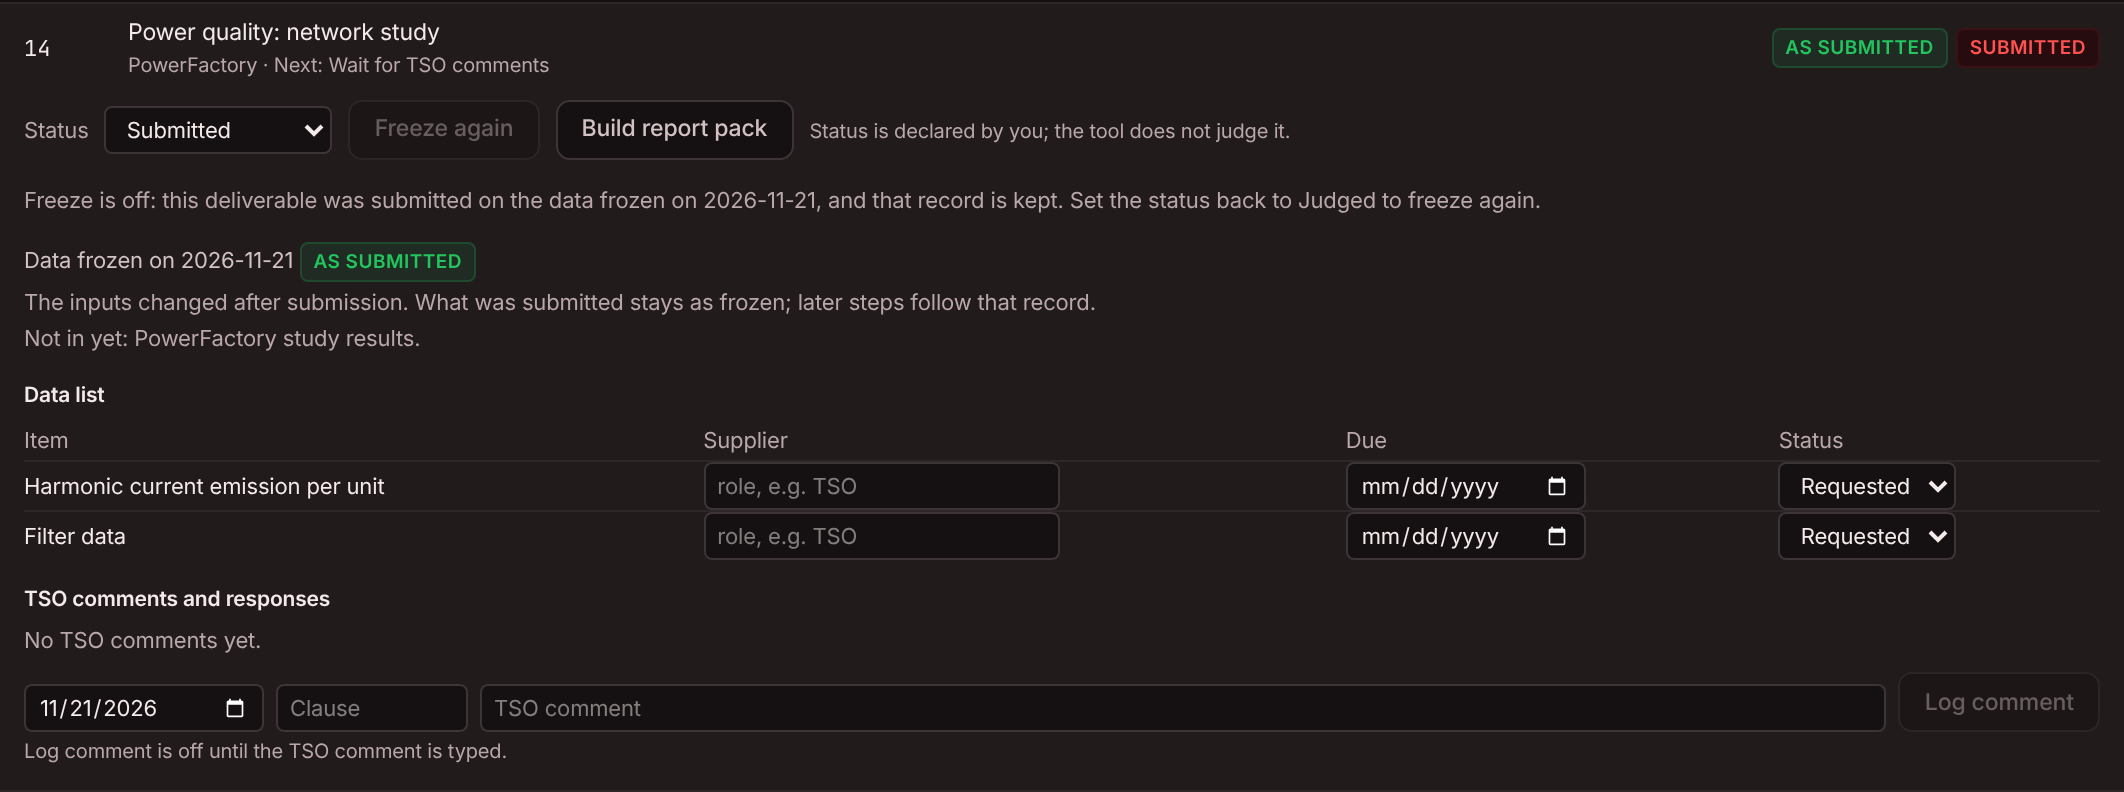 14
Power quality: network study
PowerFactory · Next: Wait for TSO comments
AS SUBMITTED SUBMITTED
Status Submitted Freeze again Build report pack Status is declared by you; the tool does not judge it.
Freeze is off: this deliverable was submitted on the data frozen on 2026-11-21, and that record is kept. Set the status back to Judged to freeze again.
Data frozen on 2026-11-21 AS SUBMITTED
The inputs changed after submission. What was submitted stays as frozen; later steps follow that record.
Not in yet: PowerFactory study results.
Data list
Item Supplier Due Status
Harmonic current emission per unit role, e.g. TSO mm/dd/yyyy Requested
Filter data role, e.g. TSO mm/dd/yyyy Requested
TSO comments and responses
No TSO comments yet.
11/21/2026 Clause TSO comment Log comment
Log comment is off until the TSO comment is typed.